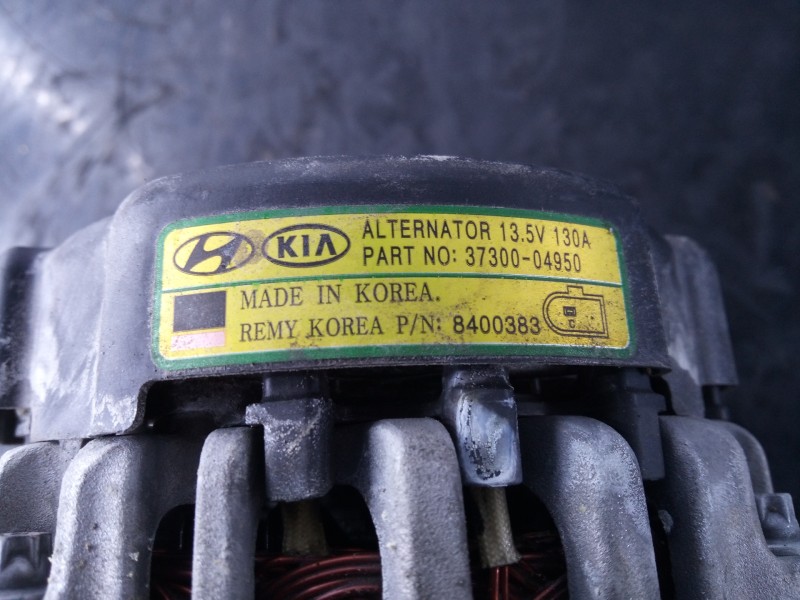 KIA
ALTERNATOR 13.5V 130A
PART NO: 37300-04950
MADE IN KOREA.
REMY KOREA P/N: 8400383
C